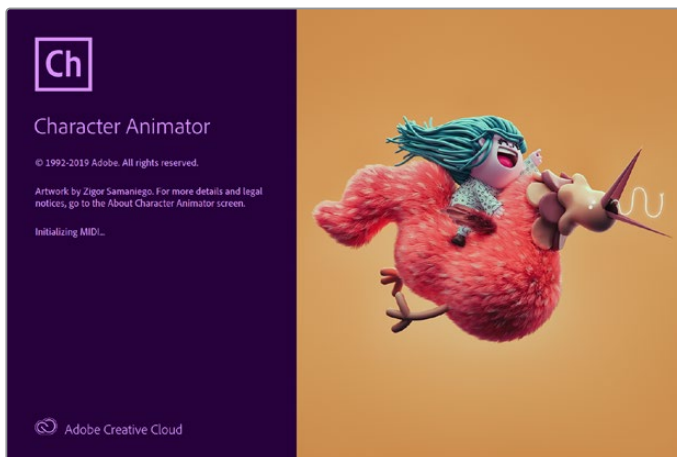 Ch
Character Animator
© 1992-2019 Adobe. All rights reserved.
Artwork by Zigor Samaniego. For more details and legal
notices, go to the About Character Animator screen.
Initializing MIDI...
Adobe Creative Cloud